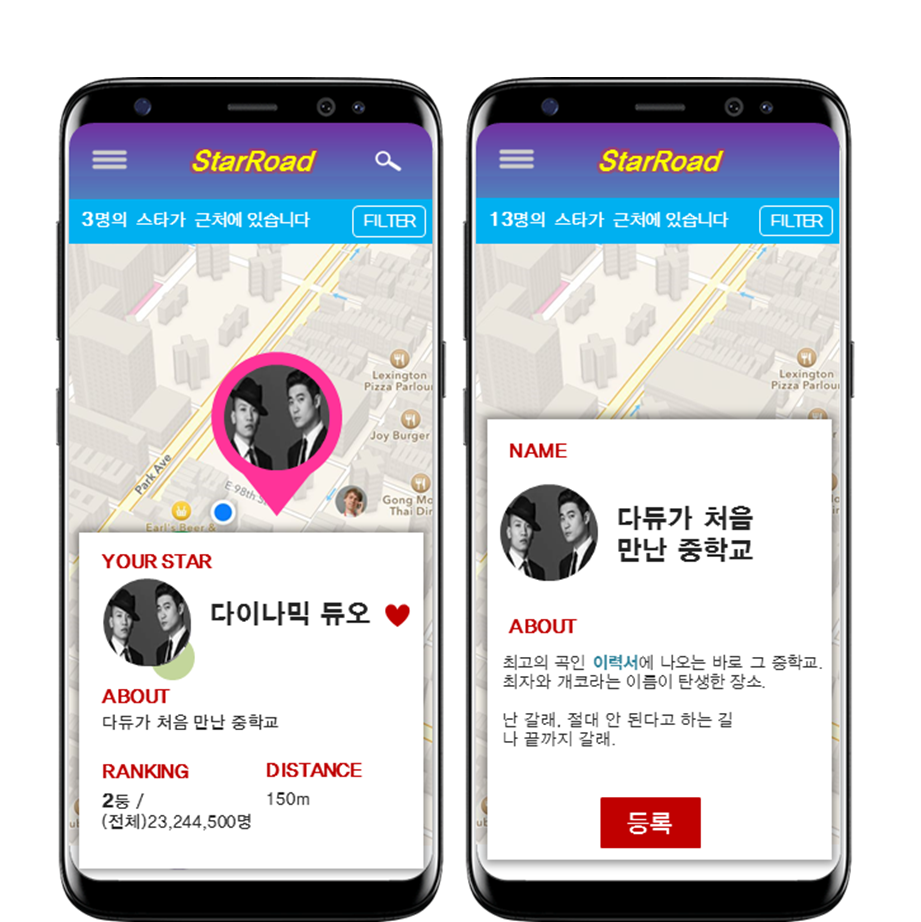 StarRoad
3명의 스타가 근처에 있습니다
FILTER
Lexington
Pizza Parlour
Joy Burger
Park Ave
E 98th S
Gong Mo
Thai Din
Earl's Beer &
YOUR STAR
다이나믹 듀오
ABOUT
다듀가 처음 만난 중학교
RANKING
DISTANCE
2등 /
150m
(전체)23,244,500명
StarRoad
13명의 스타가 근처에 있습니다
FILTER
Lexington
Pizza Parlour
NAME
다듀가 처음
만난 중학교
ABOUT
최고의 곡인 이력서에 나오는 바로 그 중학교.
최자와 개코라는 이름이 탄생한 장소.
난 갈래, 절대 안 된다고 하는 길
나 끝까지 갈래.
등록